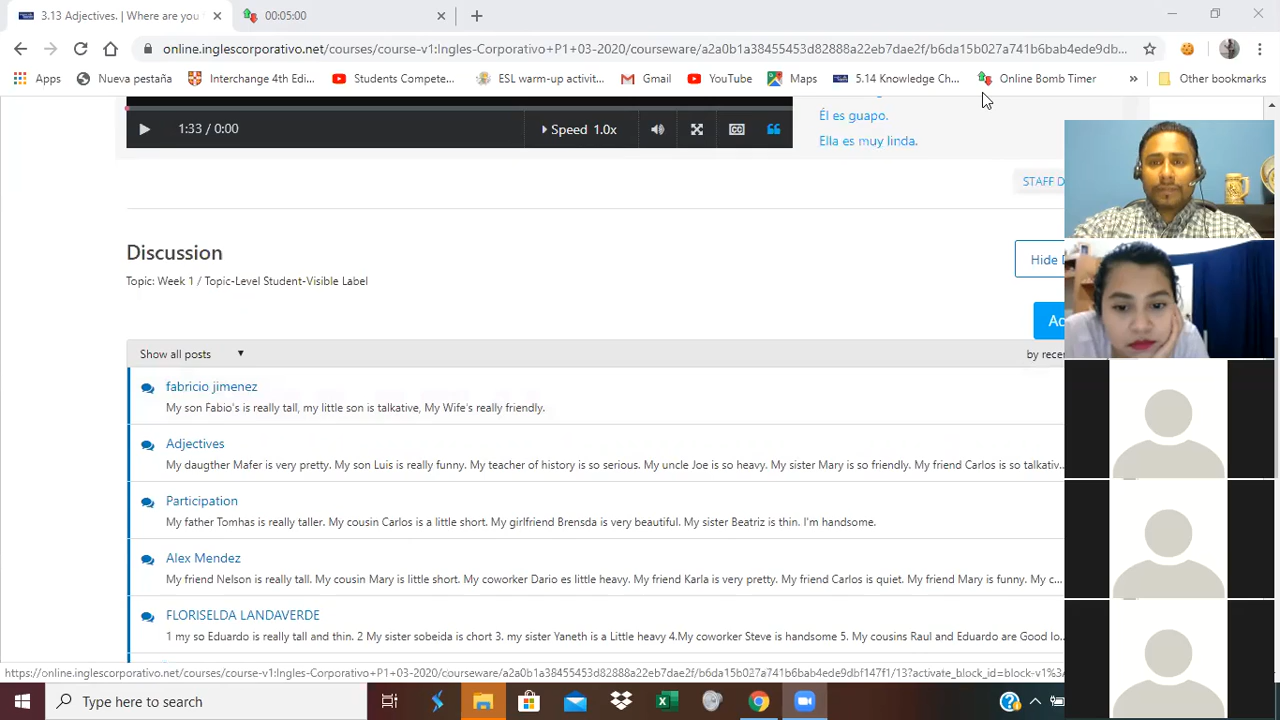 3.13 Adjectives. | Where are you
00:05:00
online.inglescorporativo.net/courses/course-v1:Ingles-Corporativo+P1+03-2020/courseware/a2a0b1a38455453d82888a22eb7dae2f/b6da15b027a741b6bab4ede9db...
Apps
Nueva pestaña
Interchange 4th Edi...
Students Compete...
ESL warm-up activit...
Gmail
YouTube
Maps
5.14 Knowledge Ch...
Online Bomb Timer
»
Other bookmarks
1:33 / 0:00
Speed 1.0x
Él es guapo.
Ella es muy linda.
STAFF D
Discussion
Hide
Topic: Week 1 / Topic-Level Student-Visible Label
Show all posts
by rece
fabricio jimenez
My son Fabio's is really tall, my little son is talkative, My Wife's really friendly.
Adjectives
My daugther Mafer is very pretty. My son Luis is really funny. My teacher of history is so serious. My uncle Joe is so heavy. My sister Mary is so friendly. My friend Carlos is so talkativ...
Participation
My father Tomhas is really taller. My cousin Carlos is a little short. My girlfriend Brensda is very beautiful. My sister Beatriz is thin. I'm handsome.
Alex Mendez
My friend Nelson is really tall. My cousin Mary is little short. My coworker Dario es little heavy. My friend Karla is very pretty. My friend Carlos is quiet. My friend Mary is funny. My c...
FLORISELDA LANDAVERDE
1 my so Eduardo is really tall and thin. 2 My sister sobeida is chort 3. my sister Yaneth is a Little heavy 4.My coworker Steve is handsome 5. My cousins Raul and Eduardo are Good lo...
https://online.inglescorporativo.net/courses/course-v1:Ingles-Corporativo+P1+03-2020/courseware/a2a0b1a38455453d82888a22eb7dae2f/b6da15b027a741b6bab4ede9dbf147f1/13?activate_block_id=block-v1%3
Type here to search